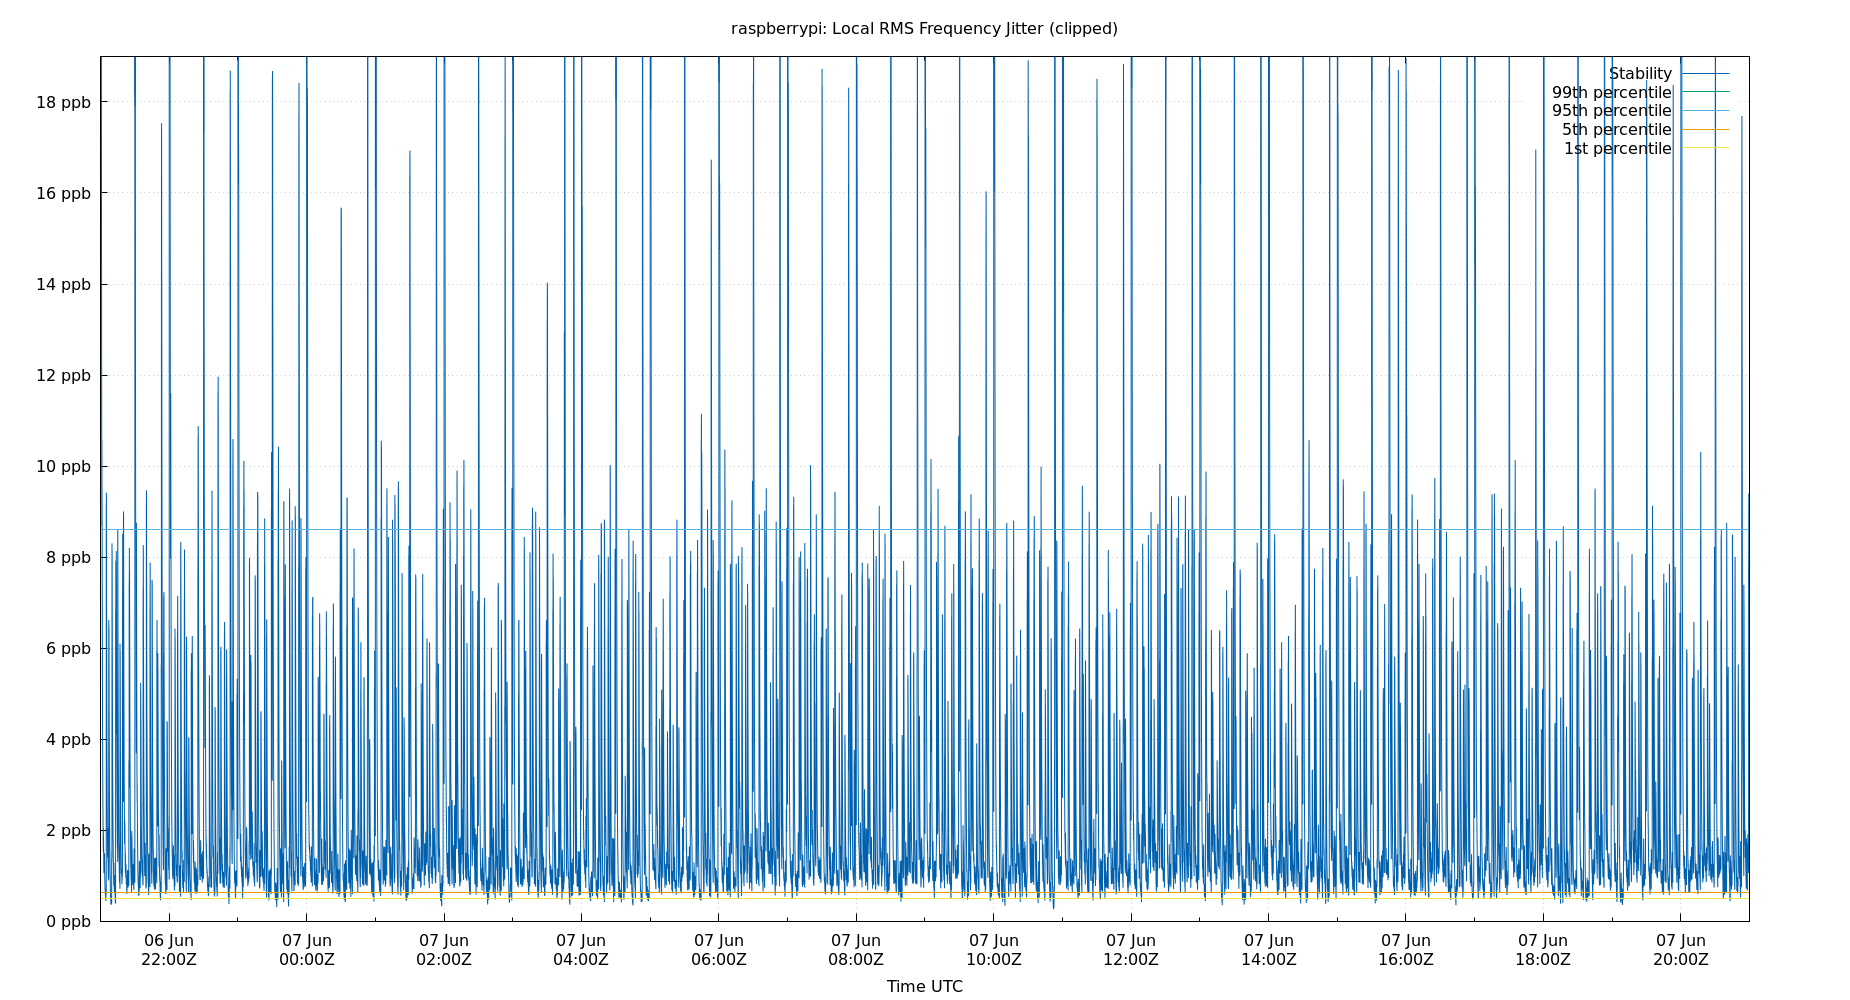 raspberrypi: Local RMS Frequency Jitter (clipped)
Stability
99th percentile
95th percentile
5th percentile
1st percentile
18 ppb
16 ppb
14 ppb
12 ppb
10 ppb
8 ppb
6 ppb
4 ppb
2 ppb
0 ppb
06 Jun 07 Jun 07 Jun 07 Jun 07 Jun 07 Jun 07 Jun 07 Jun 07 Jun 07 Jun 07 Jun 07 Jun
22:00Z 00:00Z 02:00Z 04:00Z 06:00Z 08:00Z 10:00Z 12:00Z 14:00Z 16:00Z 18:00Z 20:00Z
Time UTC